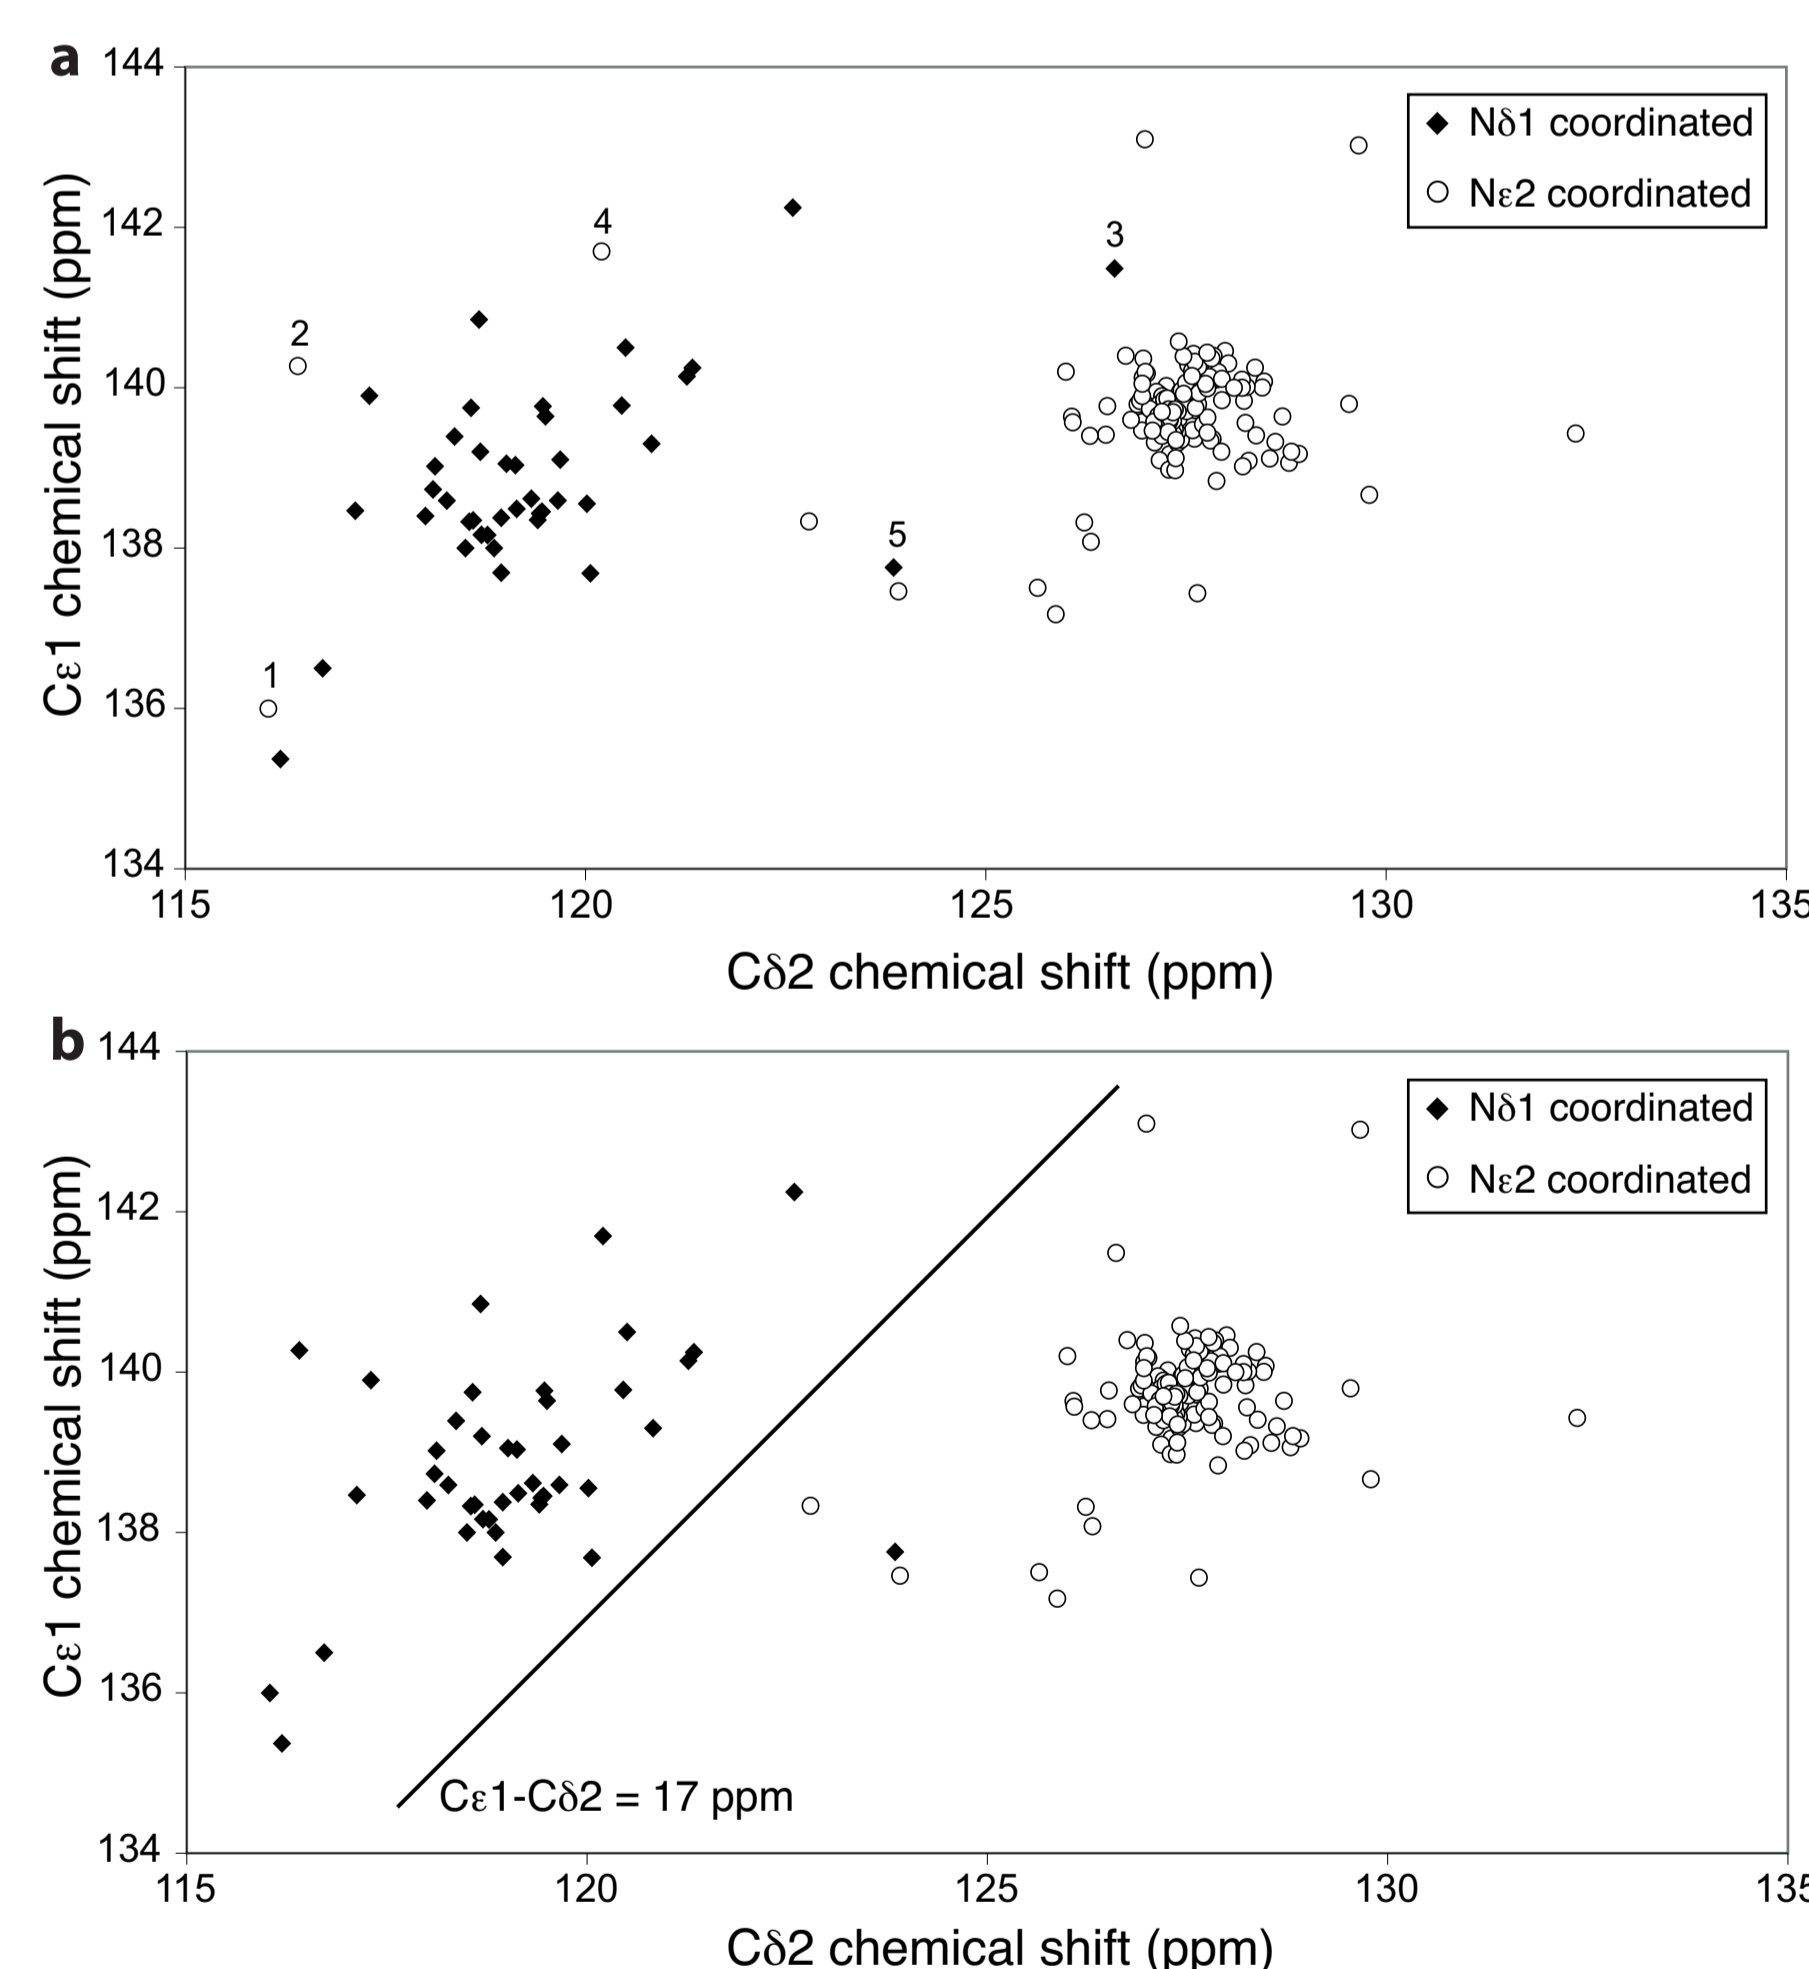 a
144
142
140
138
136
134
Cε1 chemical shift (ppm)
Nδ1 coordinated
Nε2 coordinated
4
3
2
5
1
115 120 125 130 135
Cδ2 chemical shift (ppm)
b
144
142
140
138
136
134
Cε1 chemical shift (ppm)
Nδ1 coordinated
Nε2 coordinated
Cε1-Cδ2 = 17 ppm
115 120 125 130 135
Cδ2 chemical shift (ppm)